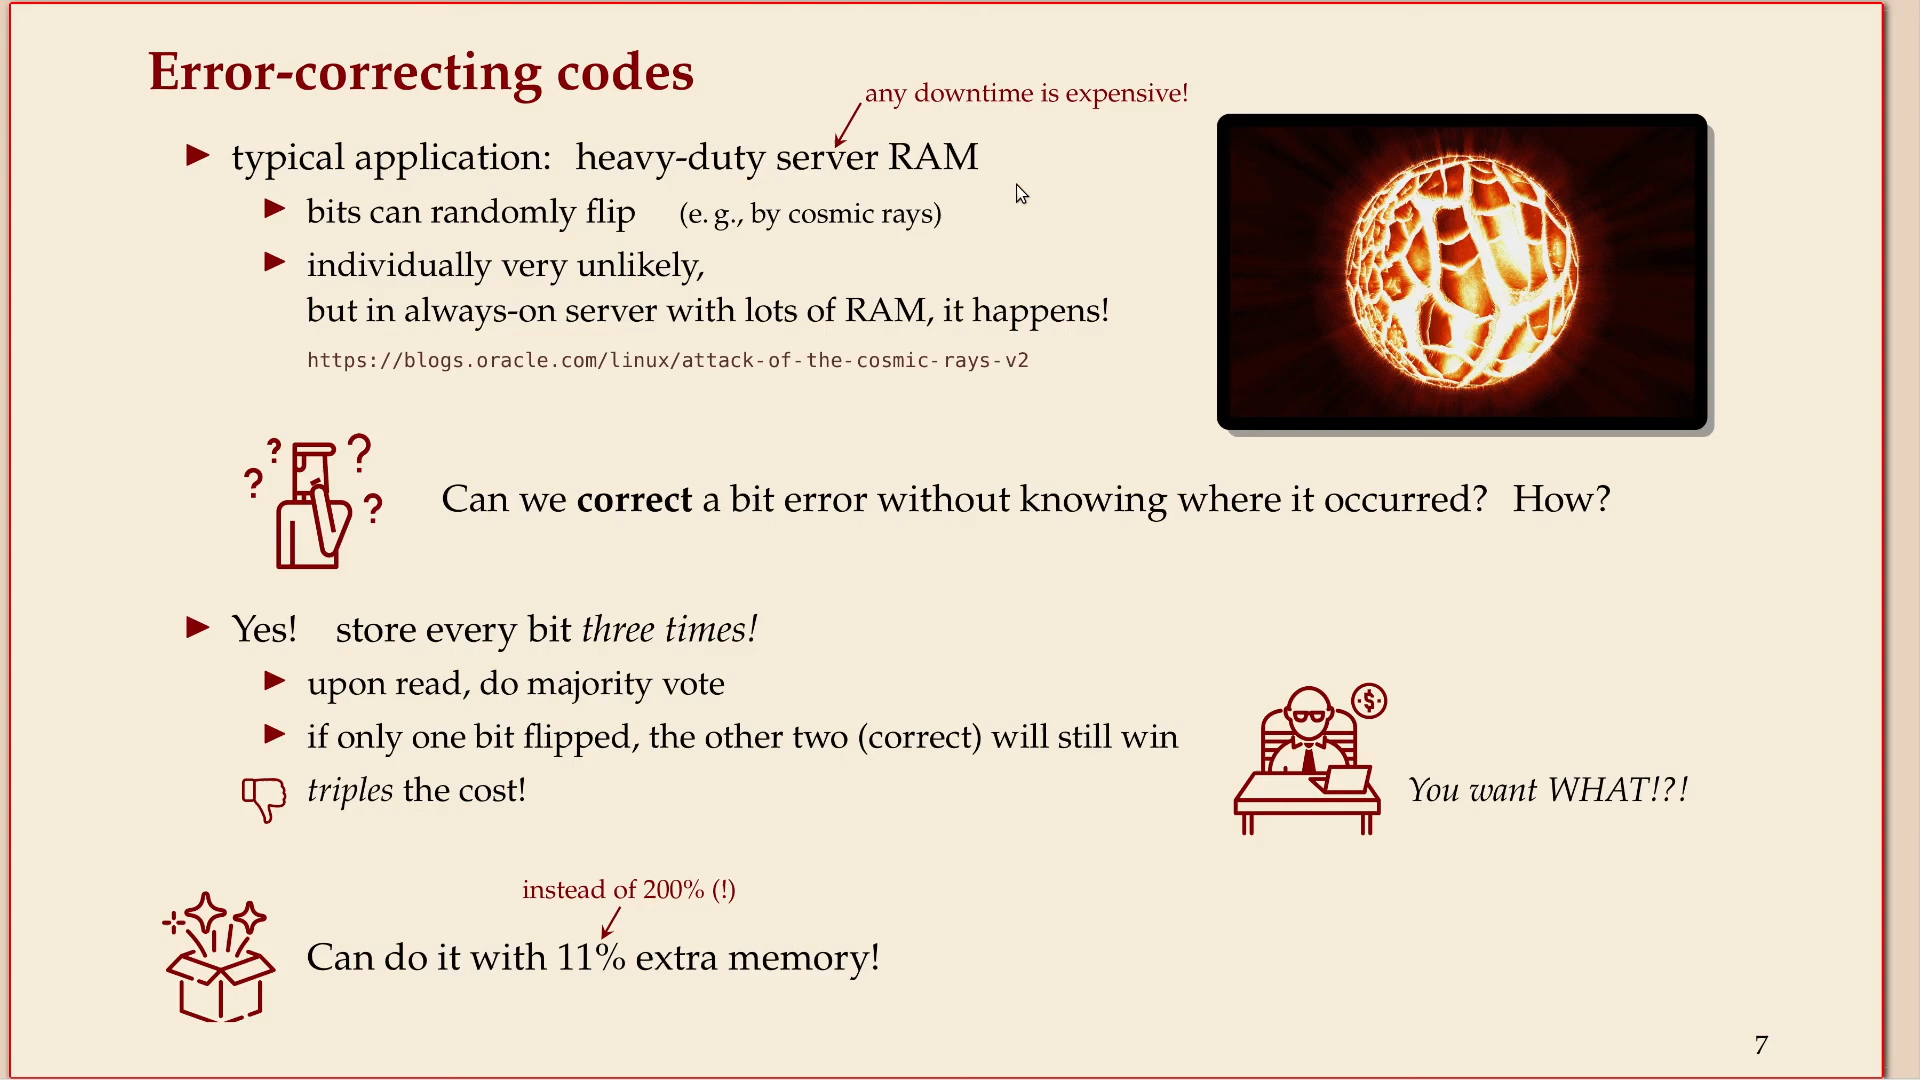 Error-correcting codes
any downtime is expensive!
typical application: heavy-duty server RAM
bits can randomly flip (e. g., by cosmic rays)
individually very unlikely,
but in always-on server with lots of RAM, it happens!
https://blogs.oracle.com/linux/attack-of-the-cosmic-rays-v2
? ? ? ?
Can we correct a bit error without knowing where it occurred? How?
Yes! store every bit three times!
upon read, do majority vote
if only one bit flipped, the other two (correct) will still win
$
triples the cost!
You want WHAT!?!
instead of 200% (!)
Can do it with 11% extra memory!
7